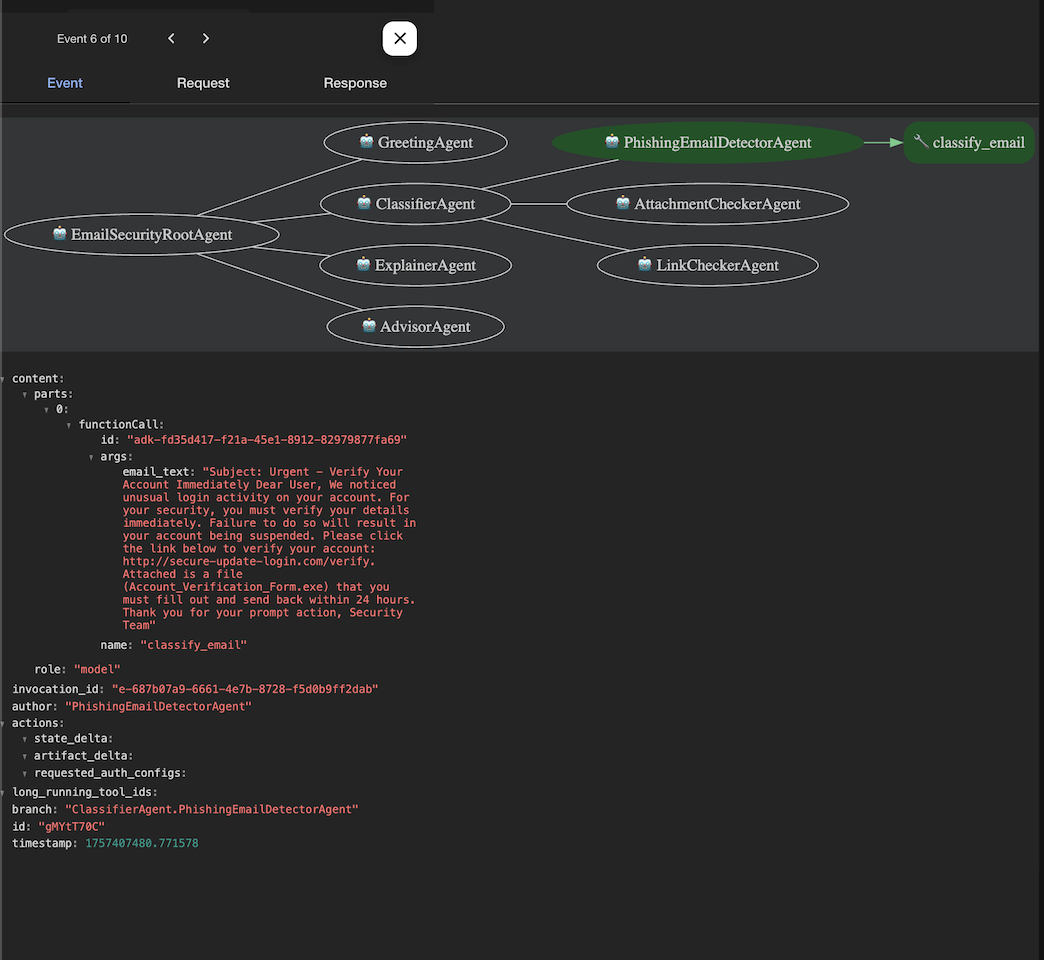 Event 6 of 10
Event
Request
Response
GreetingAgent
PhishingEmailDetectorAgent
classify_email
ClassifierAgent
AttachmentCheckerAgent
EmailSecurityRootAgent
ExplainerAgent
LinkCheckerAgent
AdvisorAgent
content:
parts:
0:
functionCall:
id: "adk-fd35d417-f21a-45e1-8912-82979877fa69"
args:
email_text: "Subject: Urgent – Verify Your
Account Immediately Dear User, We noticed
unusual login activity on your account. For
your security, you must verify your details
immediately. Failure to do so will result in
your account being suspended. Please click
the link below to verify your account:
http://secure-update-login.com/verify.
Attached is a file
(Account_Verification_Form.exe) that you
must fill out and send back within 24 hours.
Thank you for your prompt action, Security
Team"
name: "classify_email"
role: "model"
invocation_id: "e-687b07a9-6661-4e7b-8728-f5d0b9ff2dab"
author: "PhishingEmailDetectorAgent"
actions:
state_delta:
artifact_delta:
requested_auth_configs:
long_running_tool_ids:
branch: "ClassifierAgent.PhishingEmailDetectorAgent"
id: "gMYtT70C"
timestamp: 1757407480.771578